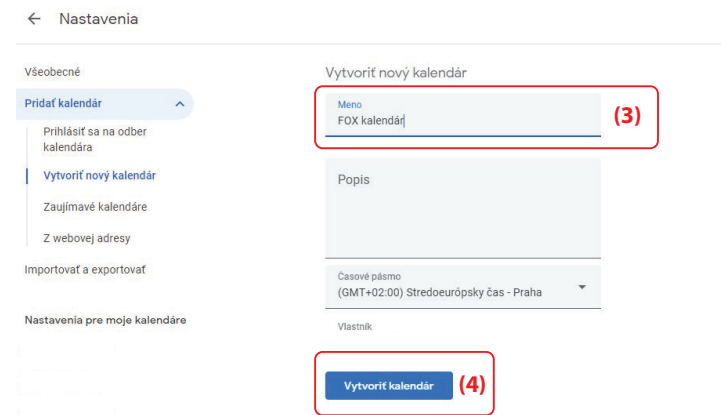 ← Nastavenia
Všeobecné
Pridať kalendár
Prihlásiť sa na odber
kalendára
Vytvoriť nový kalendár
Zaujímavé kalendáre
Z webovej adresy
Importovať a exportovať
Nastavenia pre moje kalendáre
Vytvoriť nový kalendár
Meno
FOX kalendár
(3)
Popis
Časové pásmo
(GMT+02:00) Stredoeurópsky čas - Praha
Vlastník
Vytvoriť kalendár
(4)